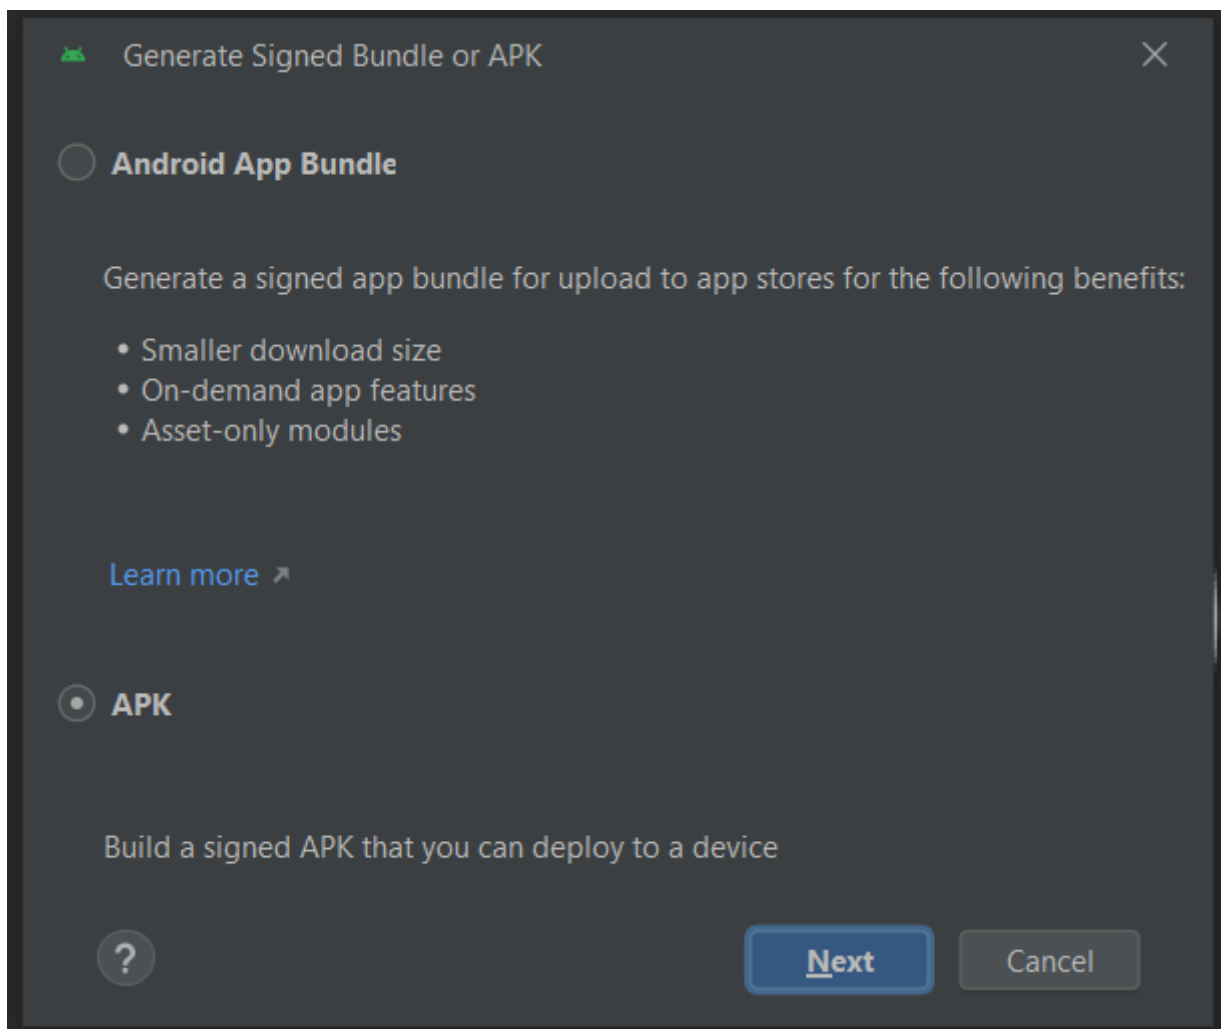 Generate Signed Bundle or APK
Android App Bundle
Generate a signed app bundle for upload to app stores for the following benefits:
• Smaller download size
• On-demand app features
• Asset-only modules
Learn more ↗
APK
Build a signed APK that you can deploy to a device
?
Next
Cancel